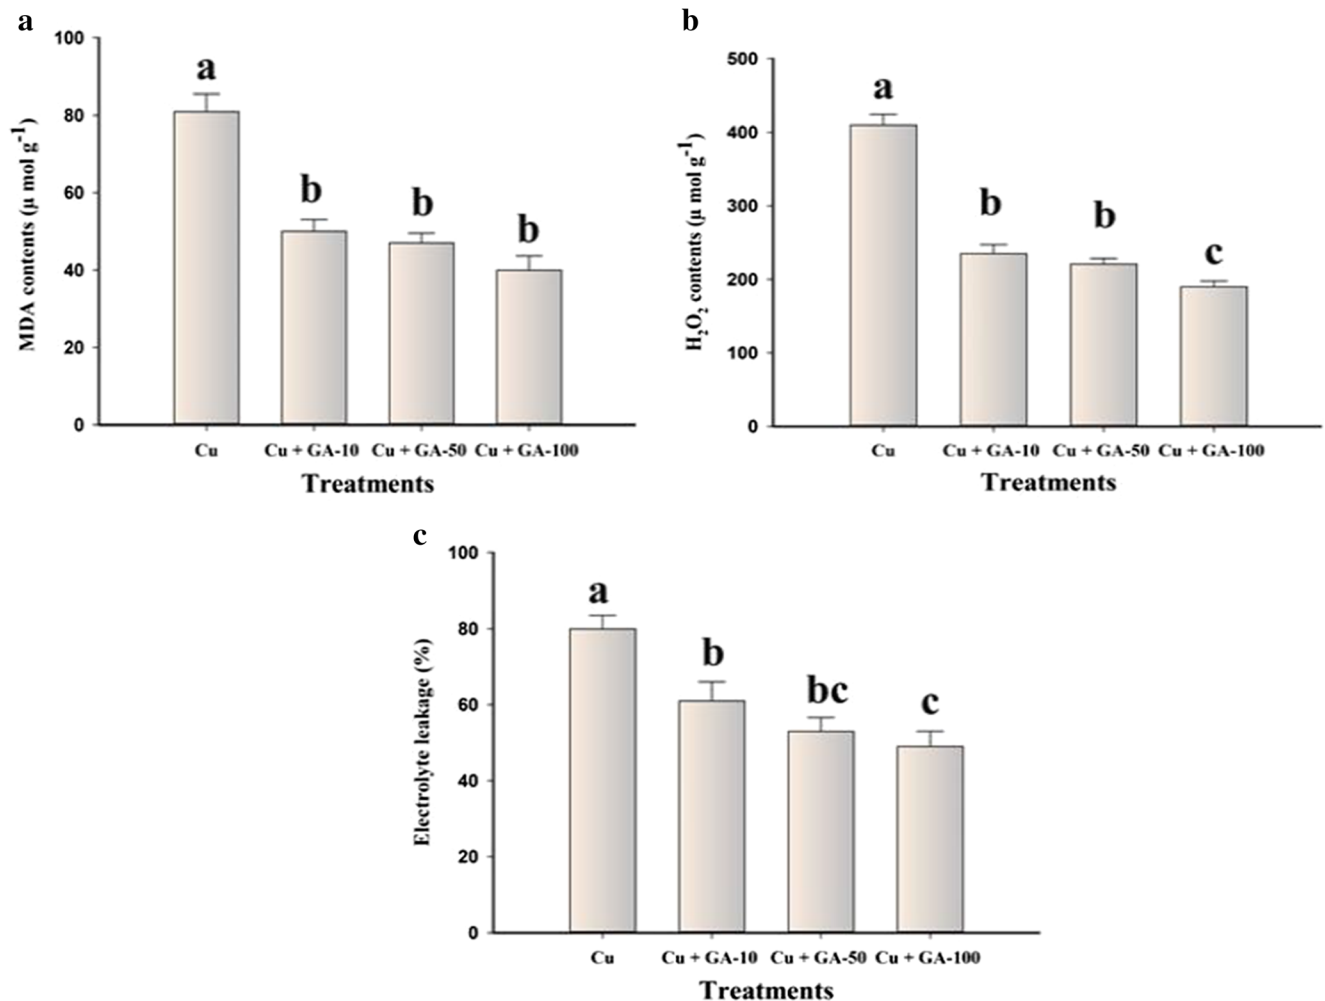 a
MDA contents (μ mol g-1)
100
80
60
40
20
0
a
b
b
b
Cu Cu + GA-10 Cu + GA-50 Cu + GA-100
Treatments
b
H2O2 contents (μ mol g-1)
500
400
300
200
100
0
a
b
b
c
Cu Cu + GA-10 Cu + GA-50 Cu + GA-100
Treatments
c
Electrolyte leakage (%)
100
80
60
40
20
0
a
b
bc
c
Cu Cu + GA-10 Cu + GA-50 Cu + GA-100
Treatments